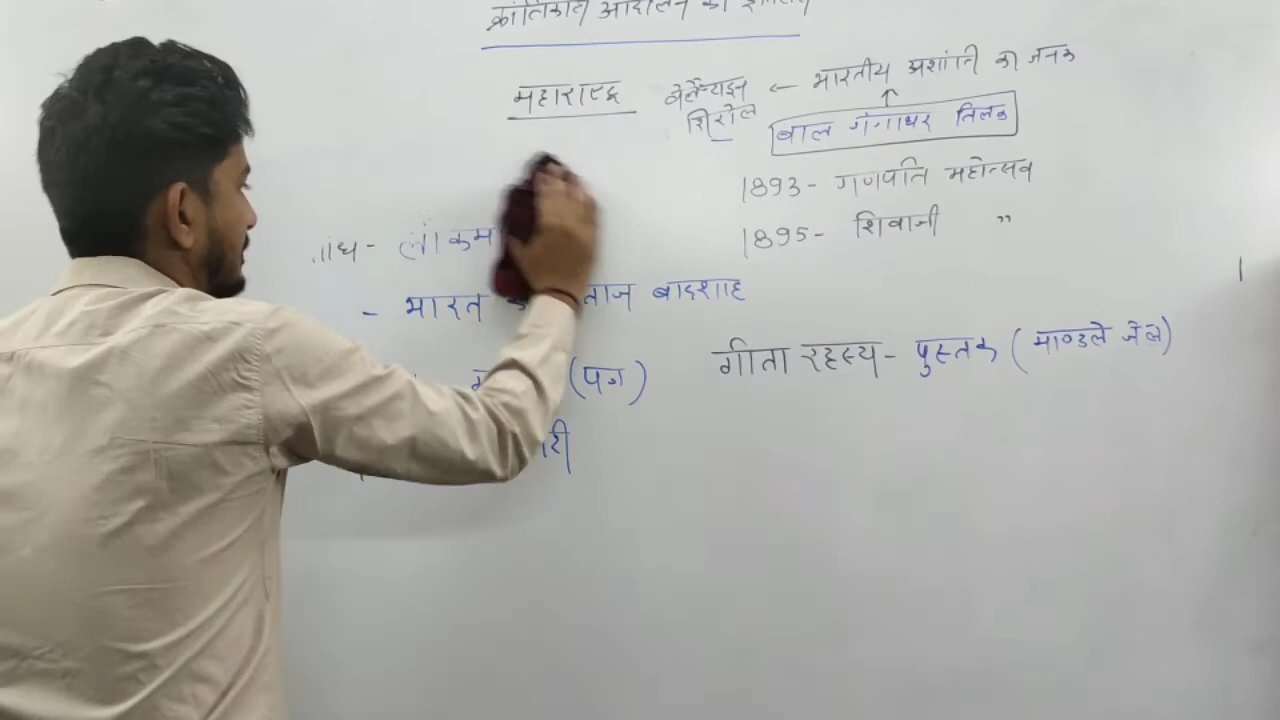 क्रांतिकारी आंदोलन का इतिहास
महाराष्ट्र वेलेन्टाइन ← भारतीय अशांति का जनक
शिरोल
बाल गंगाधर तिलक
1893- गणपति महोत्सव
1895- शिवाजी "
- लोकमा
- भारत ताज बादशाह
गीता रहस्य- पुस्तक (माण्डले जेल)